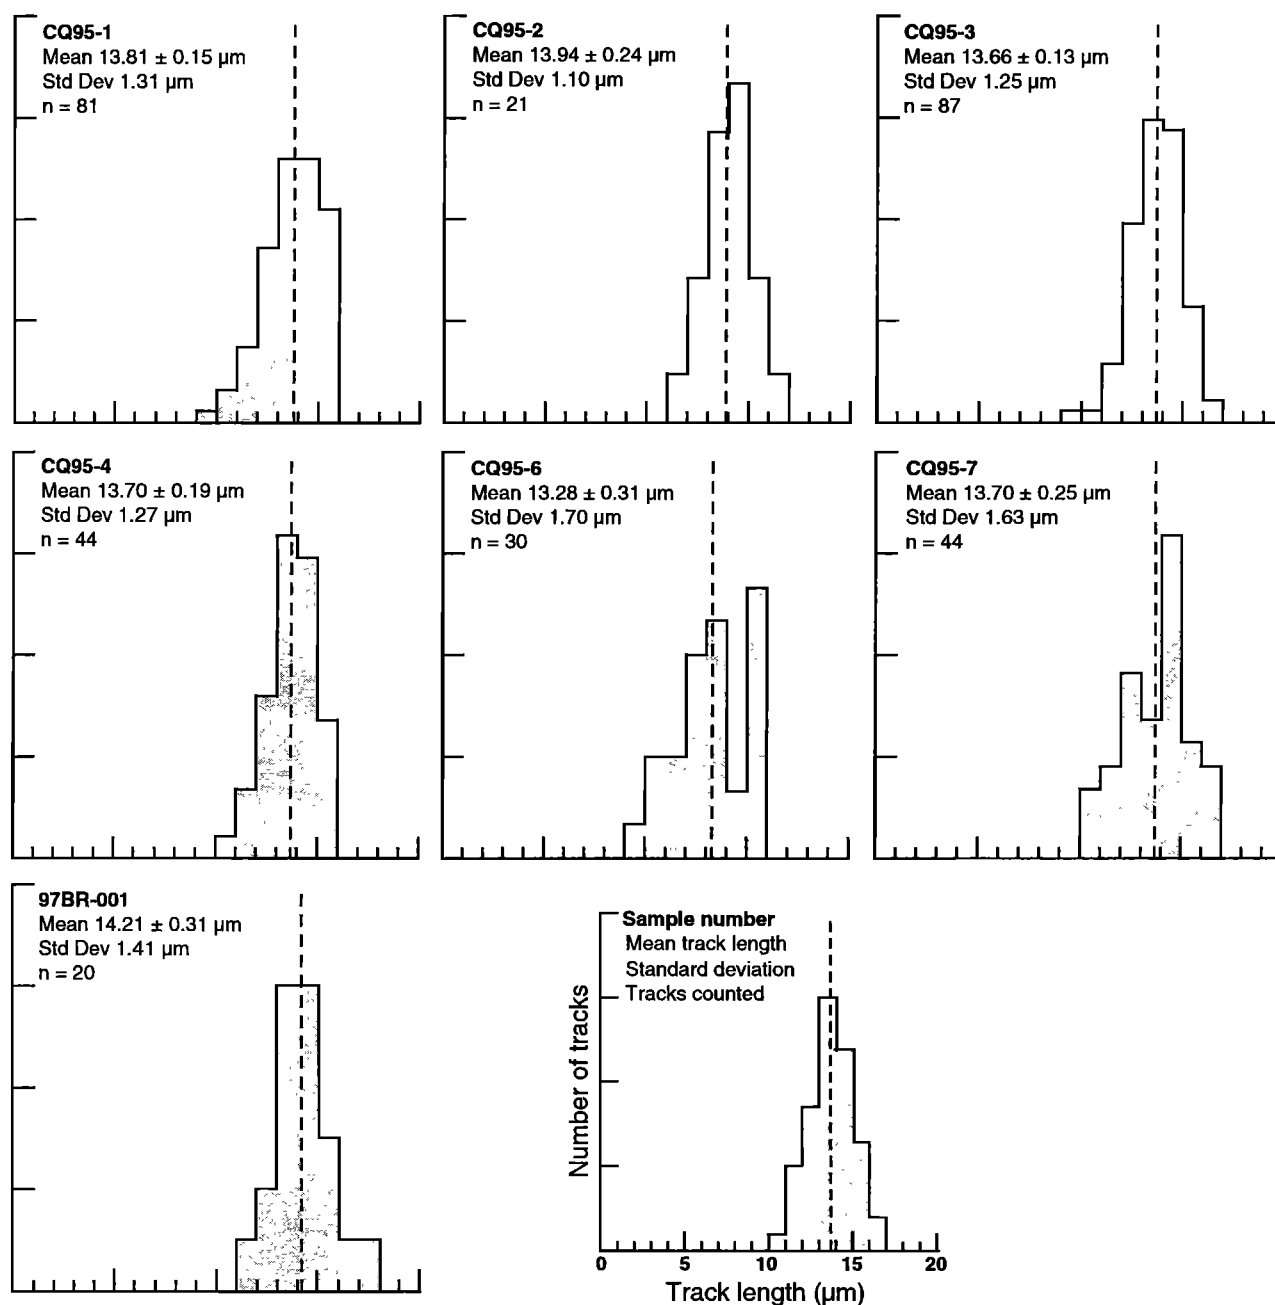 CQ95-1
Mean 13.81 ± 0.15 µm
Std Dev 1.31 µm
n = 81
CQ95-2
Mean 13.94 ± 0.24 µm
Std Dev 1.10 µm
n = 21
CQ95-3
Mean 13.66 ± 0.13 µm
Std Dev 1.25 µm
n = 87
CQ95-4
Mean 13.70 ± 0.19 µm
Std Dev 1.27 µm
n = 44
CQ95-6
Mean 13.28 ± 0.31 µm
Std Dev 1.70 µm
n = 30
CQ95-7
Mean 13.70 ± 0.25 µm
Std Dev 1.63 µm
n = 44
97BR-001
Mean 14.21 ± 0.31 µm
Std Dev 1.41 µm
n = 20
Sample number
Mean track length
Standard deviation
Tracks counted
Number of tracks
0 5 10 15 20
Track length (µm)